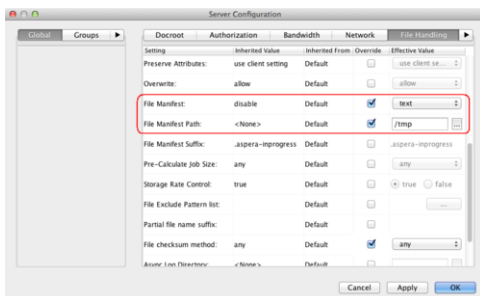 Server Configuration
Global Groups Docroot Authorization Bandwidth Network File Handling
Setting Inherited Value Inherited From Override Effective Value
Preserve Attributes: use client setting Default use client se...
Overwrite: allow Default allow
File Manifest: disable Default text
File Manifest Path: <None> Default /tmp ...
File Manifest Suffix: .aspera-inprogress Default .aspera-inprogress
Pre-Calculate Job Size: any Default any
Storage Rate Control: true Default true false
File Exclude Pattern list: Default ...
Partial file name suffix: Default
File checksum method: any Default any
Async Log Directory: <None> Default
Cancel Apply OK